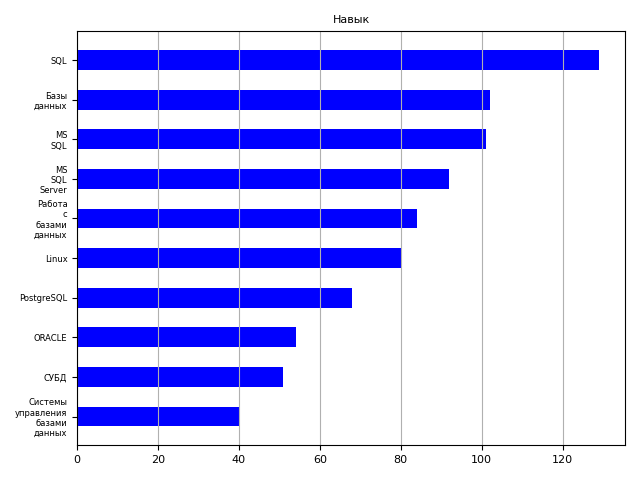 Навык
SQL
Базы
данных
MS
SQL
MS
SQL
Server
Работа
с
базами
данных
Linux
PostgreSQL
ORACLE
СУБД
Системы
управления
базами
данных
0 20 40 60 80 100 120